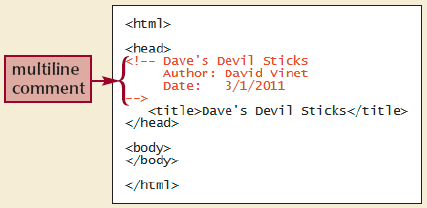 multiline
comment
<html>
<head>
<!-- Dave's Devil Sticks
Author: David Vinet
Date: 3/1/2011
-->
<title>Dave's Devil Sticks</title>
</head>
<body>
</body>
</html>